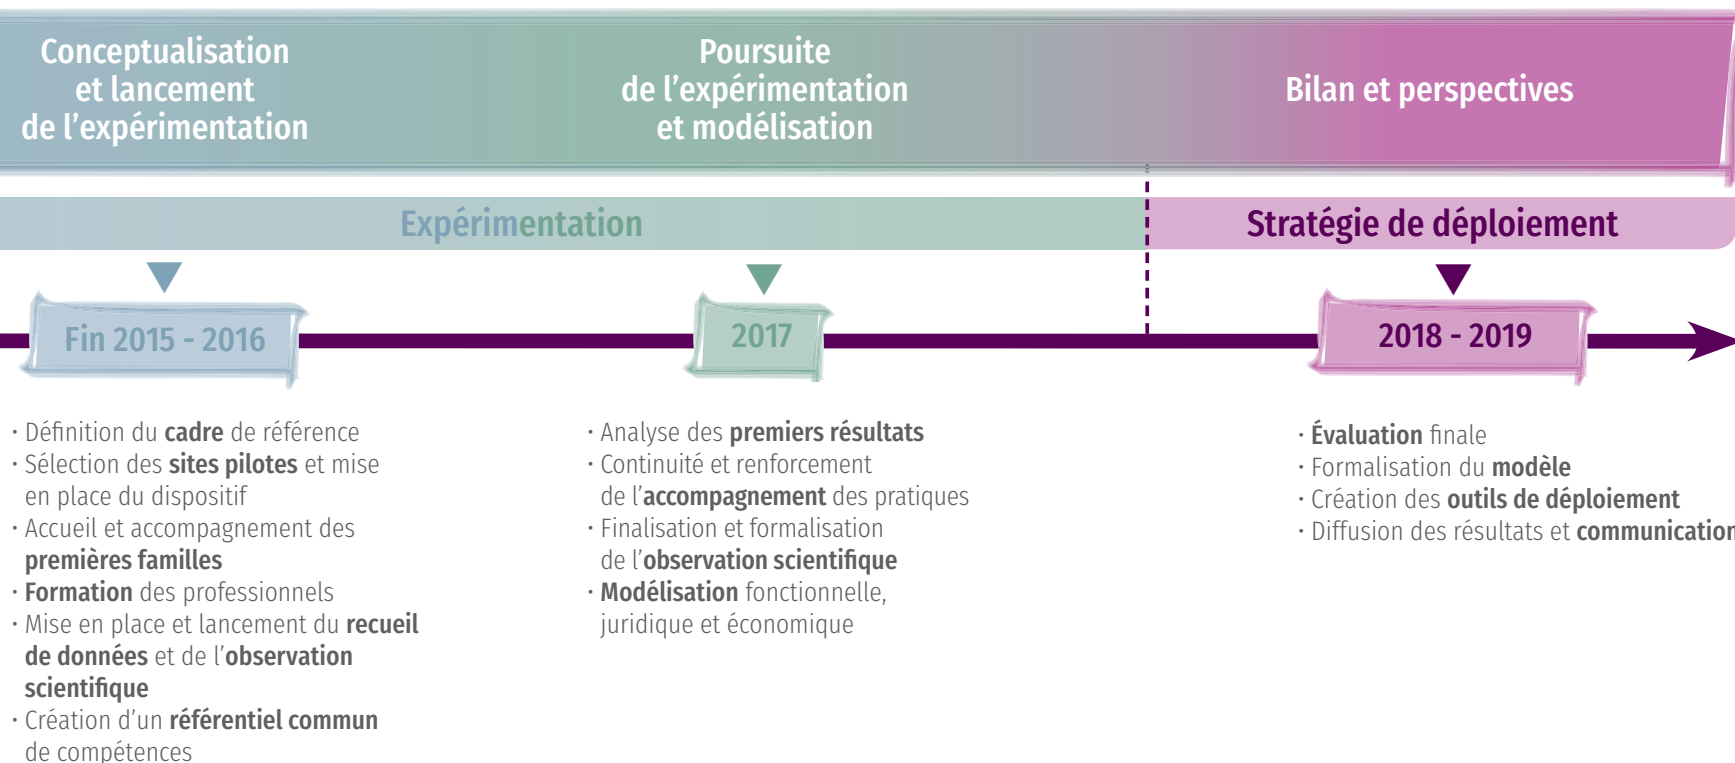 Conceptualisation
et lancement
de l'expérimentation
Poursuite
de l'expérimentation
et modélisation
Bilan et perspectives
Expérimentation
Stratégie de déploiement
Fin 2015 - 2016
2017
2018 - 2019
· Définition du cadre de référence
· Sélection des sites pilotes et mise
en place du dispositif
· Accueil et accompagnement des
premières familles
· Formation des professionnels
· Mise en place et lancement du recueil
de données et de l'observation
scientifique
· Création d'un référentiel commun
de compétences
· Analyse des premiers résultats
· Continuité et renforcement
de l'accompagnement des pratiques
· Finalisation et formalisation
de l'observation scientifique
· Modélisation fonctionnelle,
juridique et économique
· Évaluation finale
· Formalisation du modèle
· Création des outils de déploiement
· Diffusion des résultats et communication